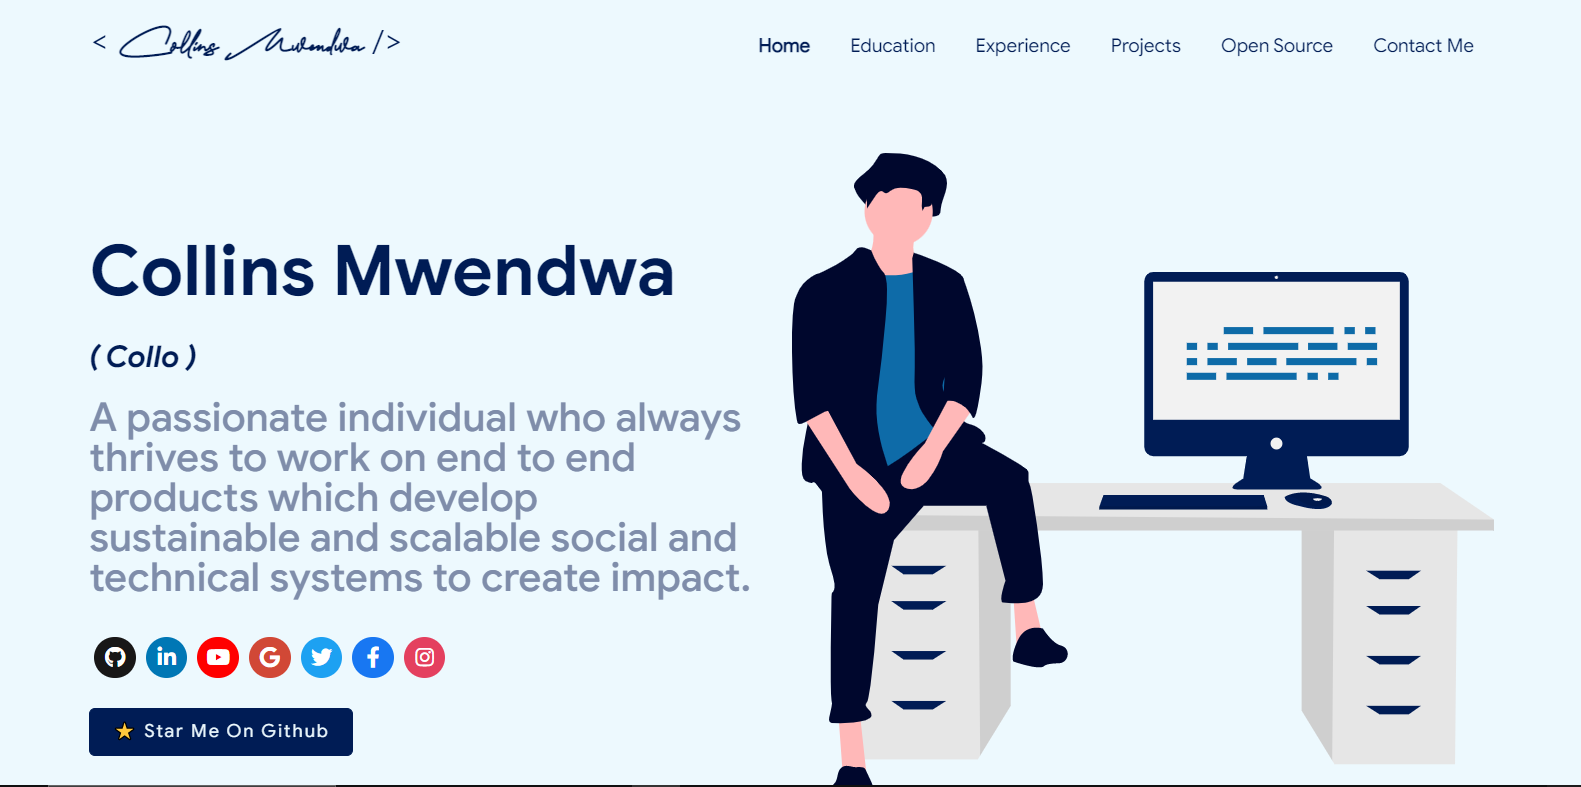 < Collins Mwendwa />
Home Education Experience Projects Open Source Contact Me
Collins Mwendwa
( Collo )
A passionate individual who always
thrives to work on end to end
products which develop
sustainable and scalable social and
technical systems to create impact.
in
Star Me On Github